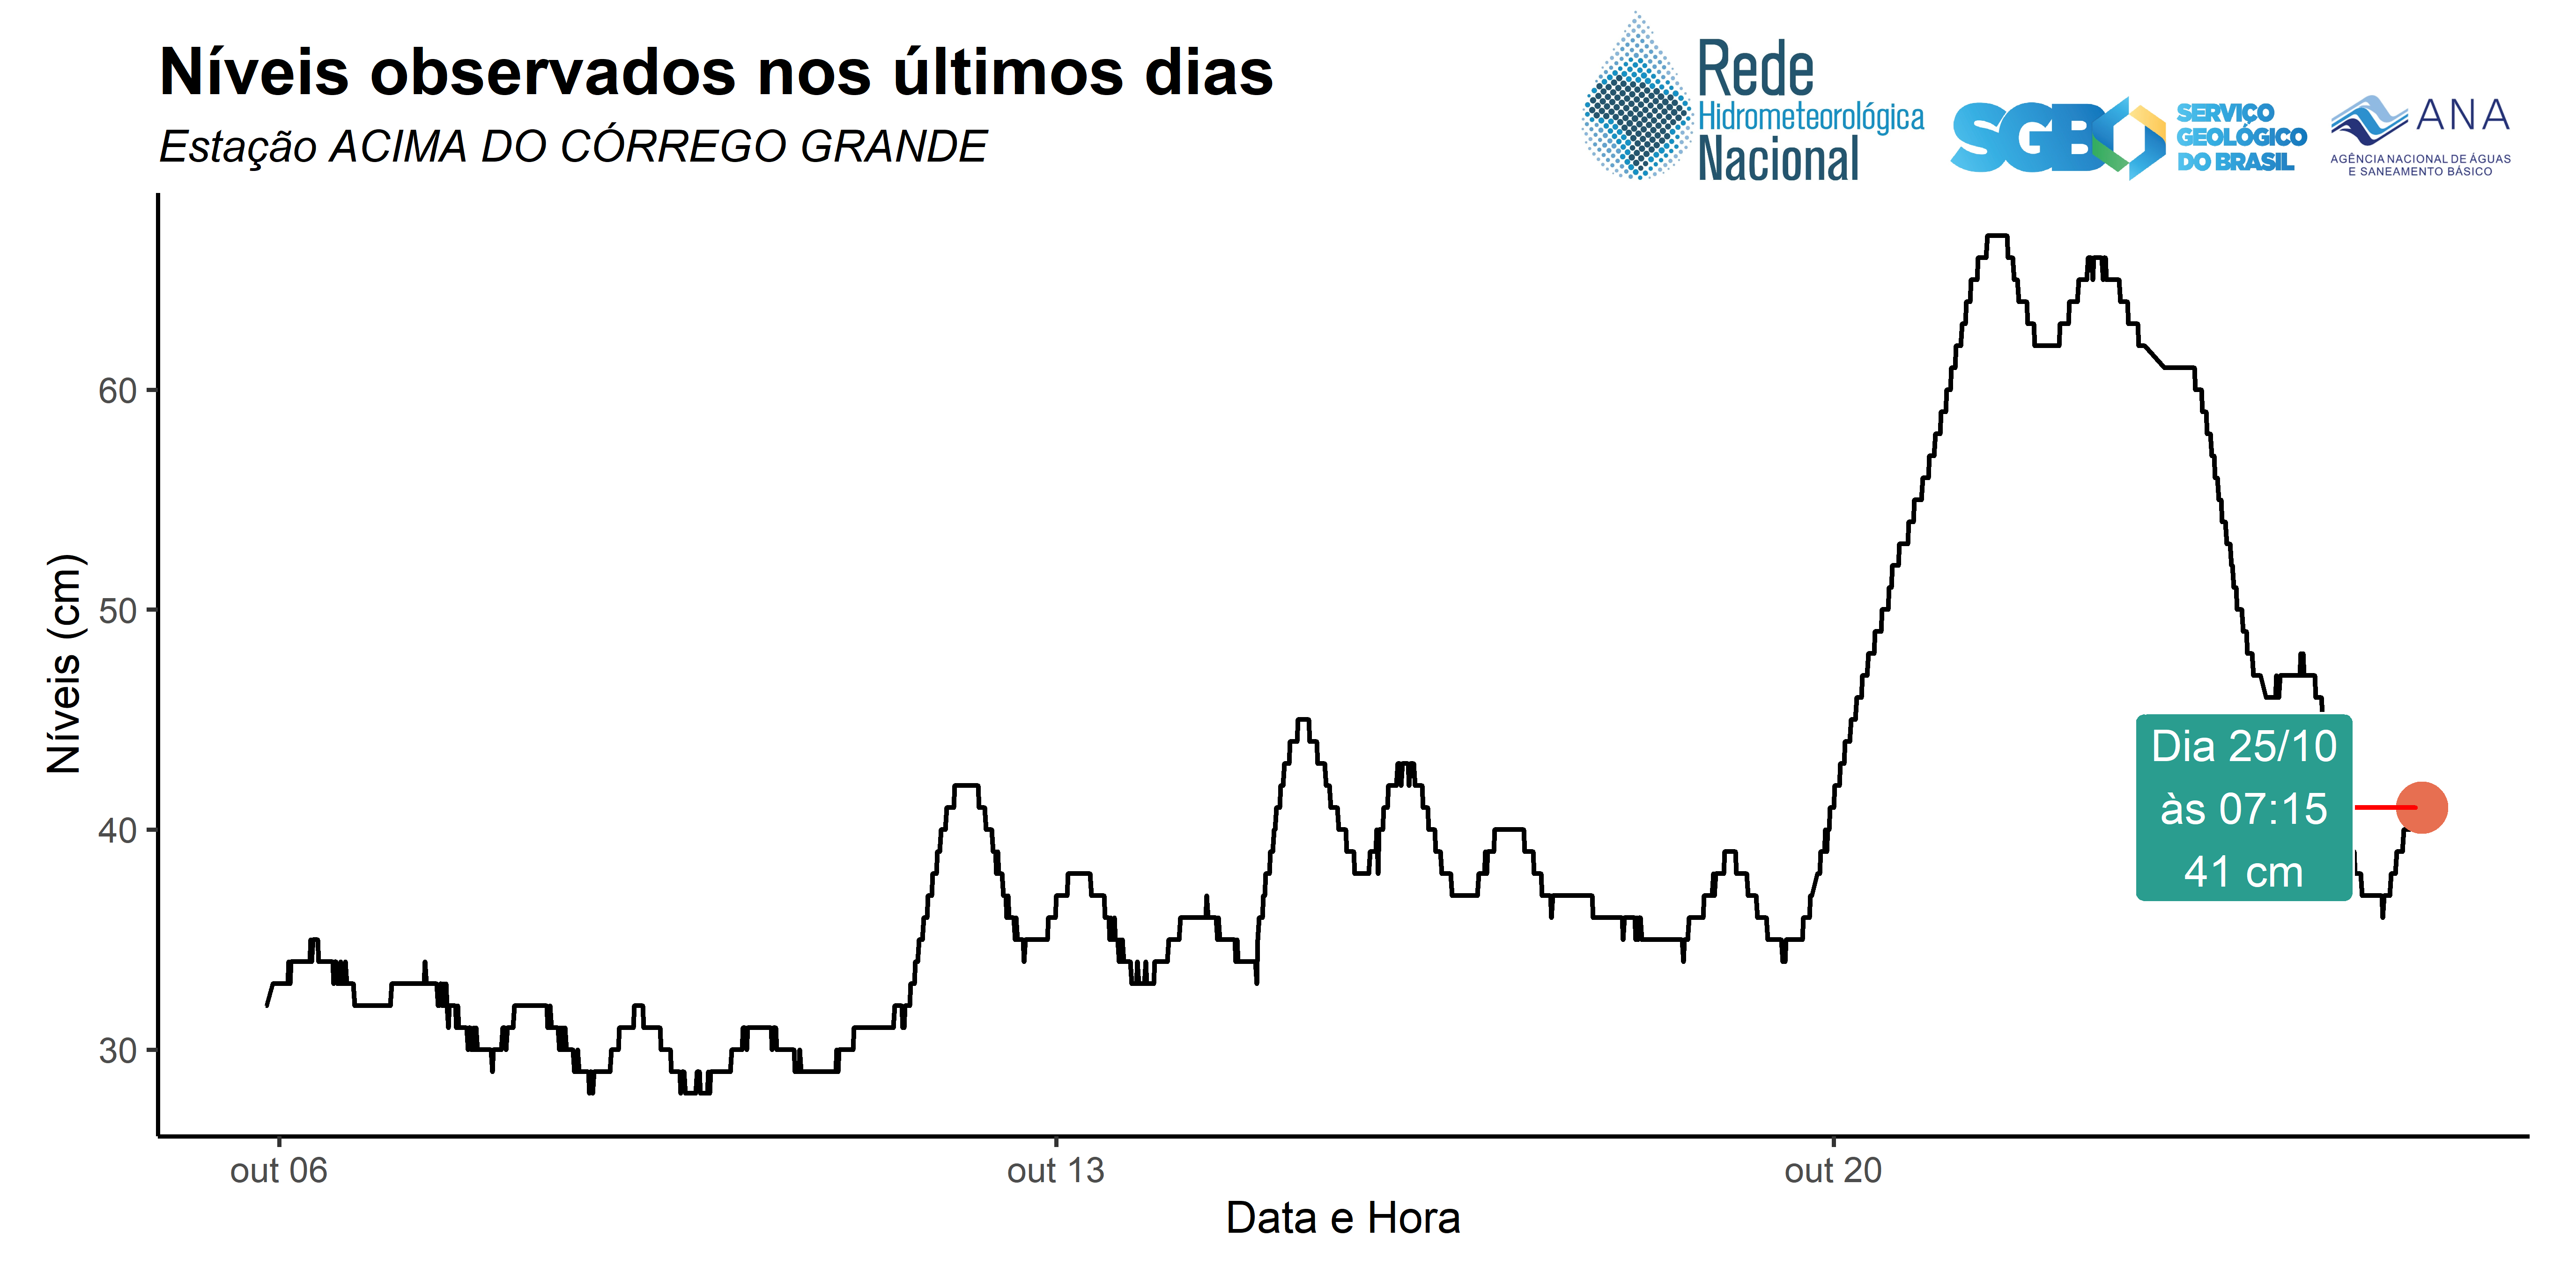 Níveis observados nos últimos dias
Estação ACIMA DO CÓRREGO GRANDE
Rede
Hidrometeorológica
Nacional
SGB
SERVIÇO
GEOLÓGICO
DO BRASIL
ANA
AGÊNCIA NACIONAL DE ÁGUAS
E SANEAMENTO BÁSICO
Níveis (cm)
60
50
40
30
Dia 25/10
às 07:15
41 cm
out 06
out 13
out 20
Data e Hora